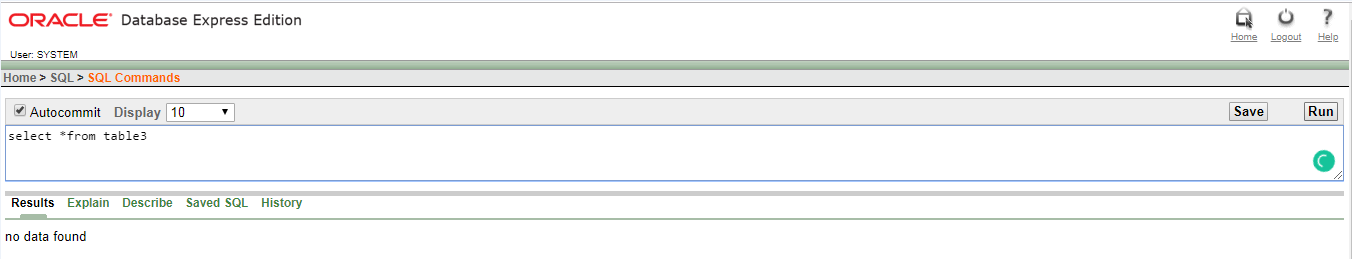 ORACLE Database Express Edition
Home Logout Help
User: SYSTEM
Home > SQL > SQL Commands
Autocommit Display 10 Save Run
select *from table3
Results Explain Describe Saved SQL History
no data found